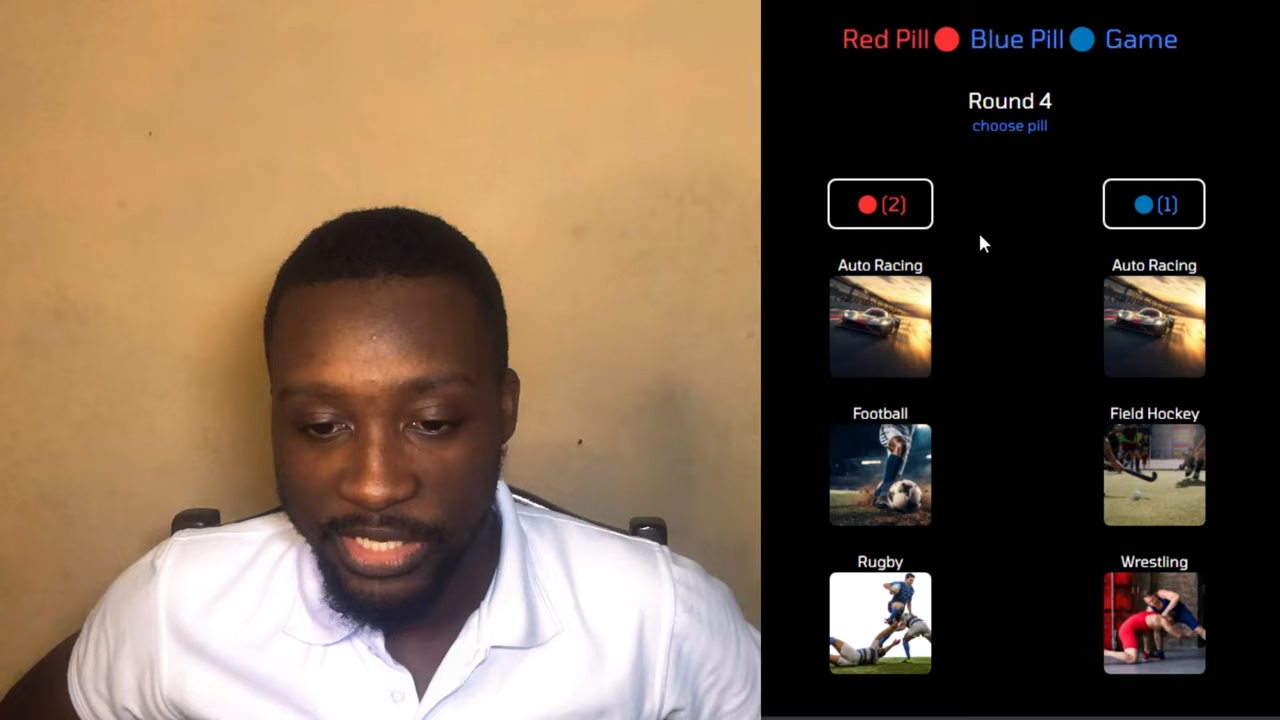 Red Pill Blue Pill Game
Round 4
choose pill
(2) (1)
Auto Racing Auto Racing
Football Field Hockey
Rugby Wrestling